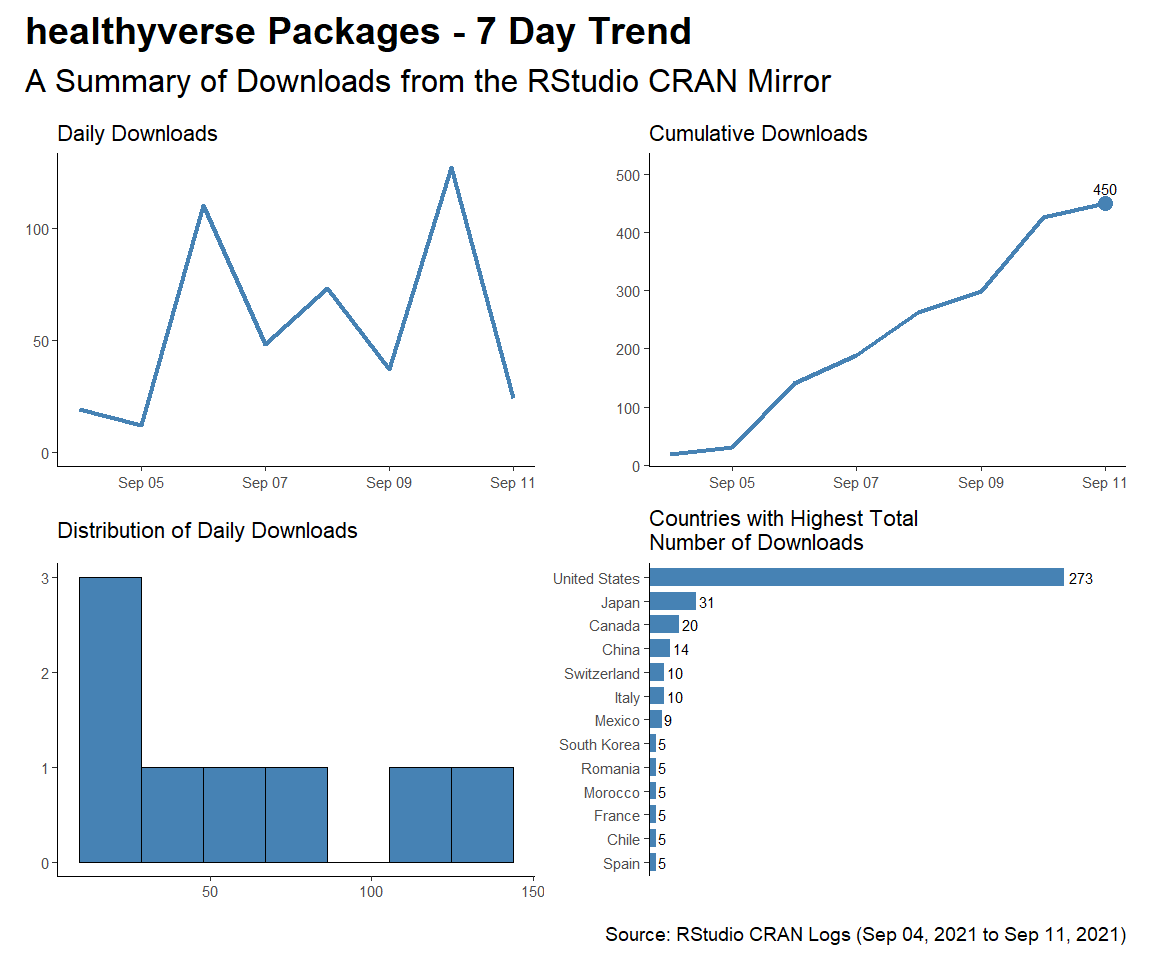 healthyverse Packages - 7 Day Trend
A Summary of Downloads from the RStudio CRAN Mirror
Daily Downloads
100
50
0
Sep 05 Sep 07 Sep 09 Sep 11
Cumulative Downloads
500
400
300
200
100
0
450
Sep 05 Sep 07 Sep 09 Sep 11
Distribution of Daily Downloads
3
2
1
0
50 100 150
Countries with Highest Total
Number of Downloads
United States 273
Japan 31
Canada 20
China 14
Switzerland 10
Italy 10
Mexico 9
South Korea 5
Romania 5
Morocco 5
France 5
Chile 5
Spain 5
Source: RStudio CRAN Logs (Sep 04, 2021 to Sep 11, 2021)